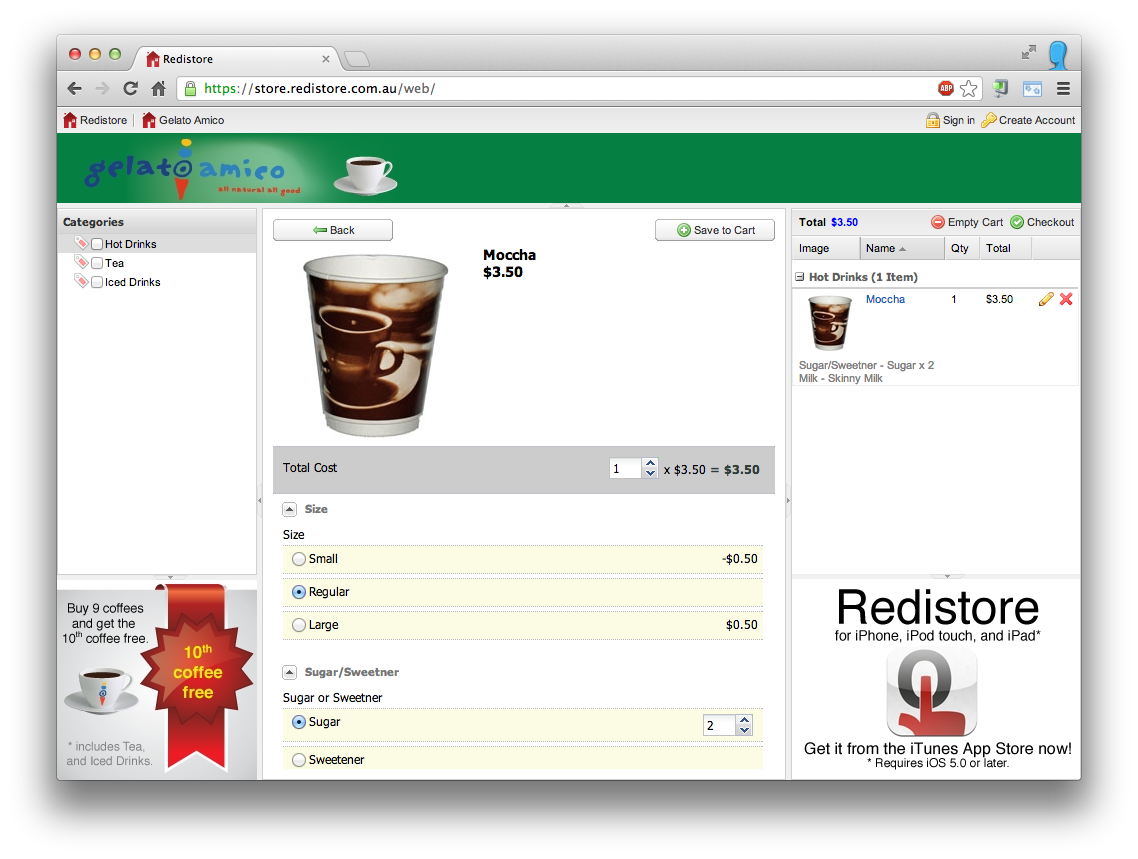 Redistore
https://store.redistore.com.au/web/
ABP
Redistore
Gelato Amico
Sign in
Create Account
gelato amico
all natural all good
Categories
Hot Drinks
Tea
Iced Drinks
Buy 9 coffees
and get the
10th coffee free.
10th
coffee
free
* includes Tea,
and Iced Drinks.
Back
Save to Cart
Moccha
$3.50
Total Cost
1 x $3.50 = $3.50
Size
Size
Small -$0.50
Regular
Large $0.50
Sugar/Sweetner
Sugar or Sweetner
Sugar 2
Sweetener
Total $3.50 Empty Cart Checkout
Image Name Qty Total
Hot Drinks (1 Item)
Moccha 1 $3.50
Sugar/Sweetner - Sugar x 2
Milk - Skinny Milk
Redistore
for iPhone, iPod touch, and iPad*
Get it from the iTunes App Store now!
* Requires iOS 5.0 or later.